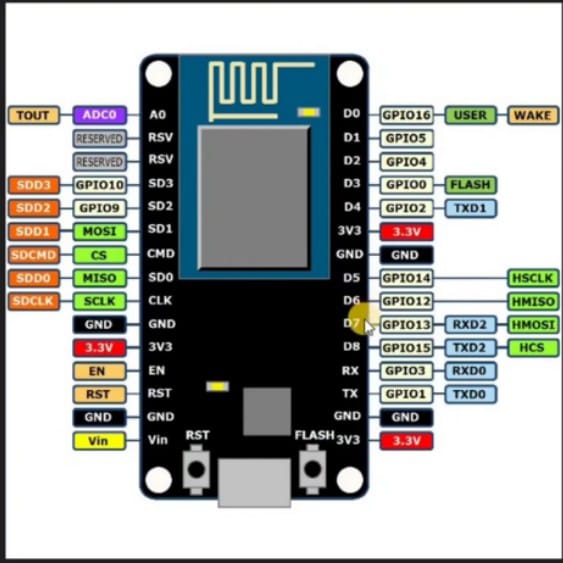 TOUT ADC0 A0 D0 GPIO16 USER WAKE
RESERVED RSV D1 GPIO5
RESERVED RSV D2 GPIO4
SDD3 GPIO10 SD3 D3 GPIO0 FLASH
SDD2 GPIO9 SD2 D4 GPIO2 TXD1
SDD1 MOSI SD1 3V3 3.3V
SDCMD CS CMD GND GND
SDD0 MISO SD0 D5 GPIO14 HSCLK
SDCLK SCLK CLK D6 GPIO12 HMISO
GND GND D7 GPIO13 RXD2 HMOSI
3.3V 3V3 D8 GPIO15 TXD2 HCS
EN EN RX GPIO3 RXD0
RST RST TX GPIO1 TXD0
GND GND GND GND
Vin Vin RST FLASH 3V3 3.3V